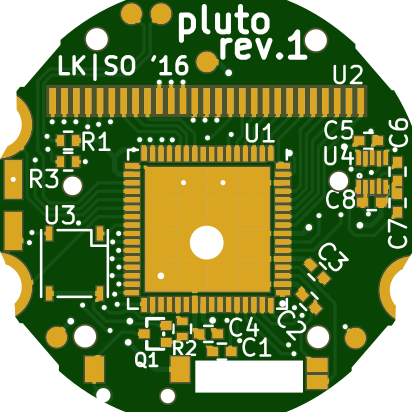 pluto
rev.1
LK|SO '16
U2
U1
C5
C6
R1
U4
R3
C8
U3
C7
C3
C2
C4
R2
C1
Q1